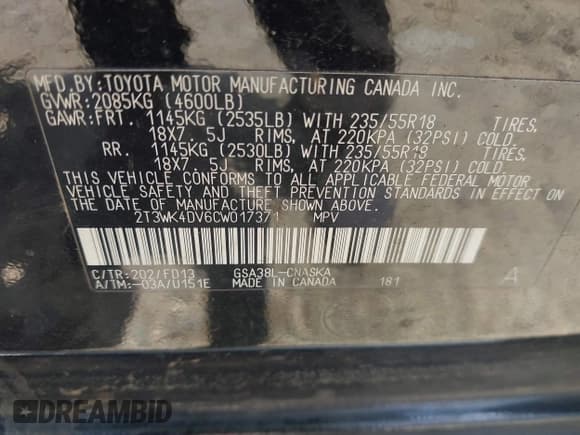 MFD.BY:TOYOTA MOTOR MANUFACTURING CANADA INC.
GVWR:2085KG (4600LB)
GAWR:FRT. 1145KG (2535LB) WITH 235/55R18 TIRES,
18X7.5J RIMS, AT 220KPA (32PSI) COLD.
RR. 1145KG (2530LB) WITH 235/55R19 TIRES,
18X7.5J RIMS, AT 220KPA (32PSI) COLD.
THIS VEHICLE CONFORMS TO ALL APPLICABLE FEDERAL MOTOR
VEHICLE SAFETY AND THEFT PREVENTION STANDARDS IN EFFECT ON
THE DATE OF MANUFACTURE SHOWN ABOVE.
2T3WK4DV6CW017371 MPV
C/TR:202/FD13 GSA38L-CNASKA
A/TM:-03A/U151E MADE IN CANADA 181 A
DREAMBID